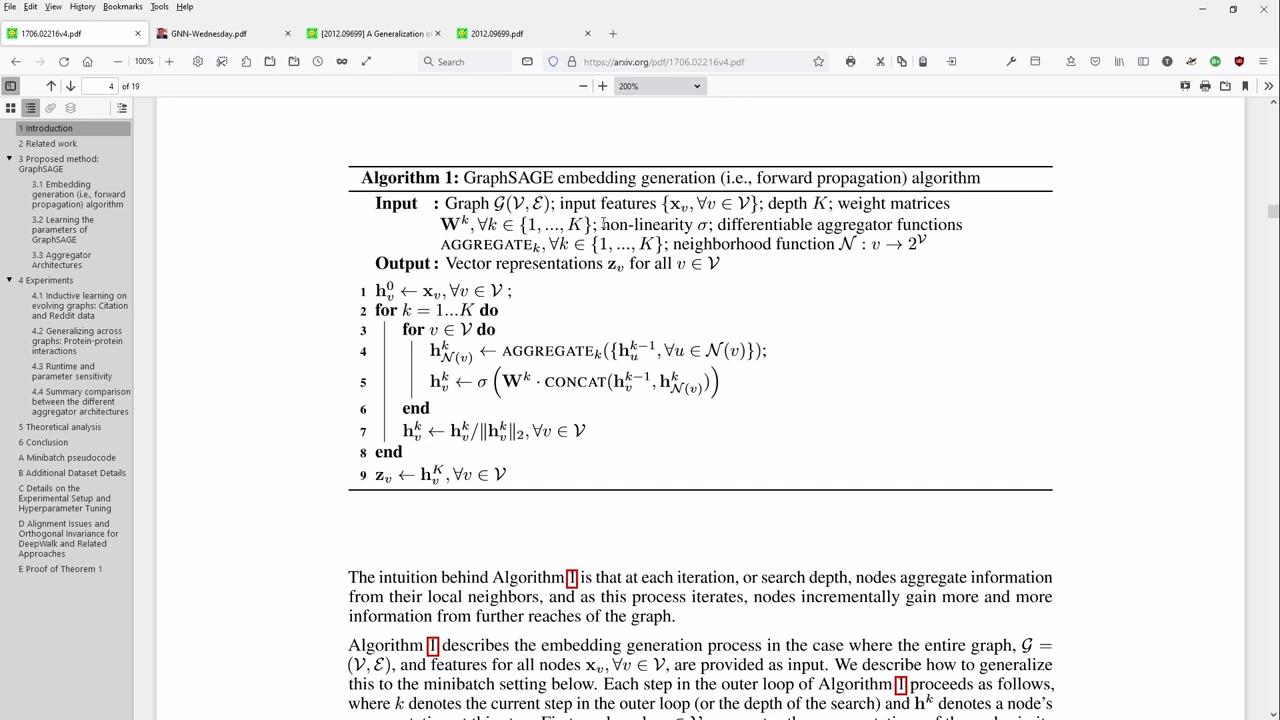 File Edit View History Bookmarks Tools Help
1706.02216v4.pdf
GNN-Wednesday.pdf
[2012.09699] A Generalization o
2012.09699.pdf
100%
Search
https://arxiv.org/pdf/1706.02216v4.pdf
4 of 19
200%
1 Introduction
2 Related work
3 Proposed method:
GraphSAGE
3.1 Embedding
generation (i.e., forward
propagation) algorithm
3.2 Learning the
parameters of
GraphSAGE
3.3 Aggregator
Architectures
4 Experiments
4.1 Inductive learning on
evolving graphs: Citation
and Reddit data
4.2 Generalizing across
graphs: Protein-protein
interactions
4.3 Runtime and
parameter sensitivity
4.4 Summary comparison
between the different
aggregator architectures
5 Theoretical analysis
6 Conclusion
A Minibatch pseudocode
B Additional Dataset Details
C Details on the
Experimental Setup and
Hyperparameter Tuning
D Alignment Issues and
Orthogonal Invariance for
DeepWalk and Related
Approaches
E Proof of Theorem 1
Algorithm 1: GraphSAGE embedding generation (i.e., forward propagation) algorithm
Input : Graph 𝒢(𝒱, ℰ); input features {x_v, ∀v ∈ 𝒱}; depth K; weight matrices
W^k, ∀k ∈ {1, ..., K}; non-linearity σ; differentiable aggregator functions
AGGREGATE_k, ∀k ∈ {1, ..., K}; neighborhood function 𝒩 : v → 2^𝒱
Output : Vector representations z_v for all v ∈ 𝒱
1 h_v^0 ← x_v, ∀v ∈ 𝒱 ;
2 for k = 1...K do
3 for v ∈ 𝒱 do
4 h_𝒩(v)^k ← AGGREGATE_k({h_u^{k−1}, ∀u ∈ 𝒩(v)});
5 h_v^k ← σ (W^k · CONCAT(h_v^{k−1}, h_𝒩(v)^k))
6 end
7 h_v^k ← h_v^k/‖h_v^k‖_2, ∀v ∈ 𝒱
8 end
9 z_v ← h_v^K, ∀v ∈ 𝒱
The intuition behind Algorithm 1 is that at each iteration, or search depth, nodes aggregate information
from their local neighbors, and as this process iterates, nodes incrementally gain more and more
information from further reaches of the graph.
Algorithm 1 describes the embedding generation process in the case where the entire graph, 𝒢 =
(𝒱, ℰ), and features for all nodes x_v, ∀v ∈ 𝒱, are provided as input. We describe how to generalize
this to the minibatch setting below. Each step in the outer loop of Algorithm 1 proceeds as follows,
where k denotes the current step in the outer loop (or the depth of the search) and h^k denotes a node's